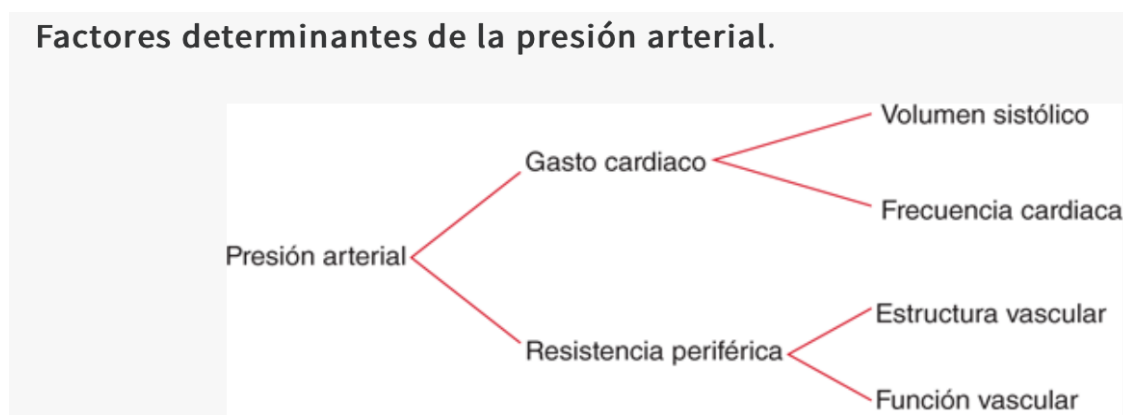 Factores determinantes de la presión arterial.
Volumen sistólico
Gasto cardiaco
Frecuencia cardiaca
Presión arterial
Estructura vascular
Resistencia periférica
Función vascular